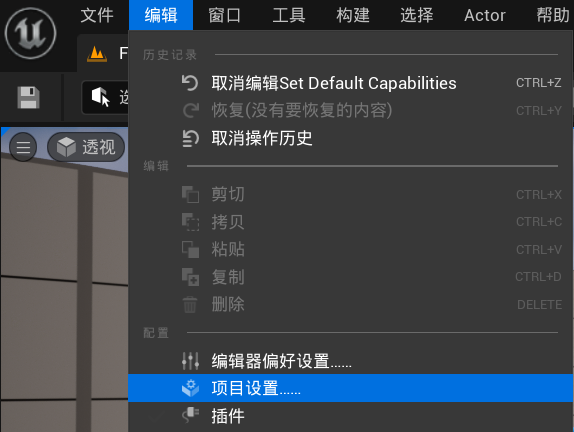 文件 编辑 窗口 工具 构建 选择 Actor 帮助
F
历史记录
取消编辑Set Default Capabilities CTRL+Z
恢复(没有要恢复的内容) CTRL+Y
取消操作历史
透视
编辑
剪切 CTRL+X
拷贝 CTRL+C
粘贴 CTRL+V
复制 CTRL+D
删除 DELETE
配置
编辑器偏好设置......
项目设置......
插件